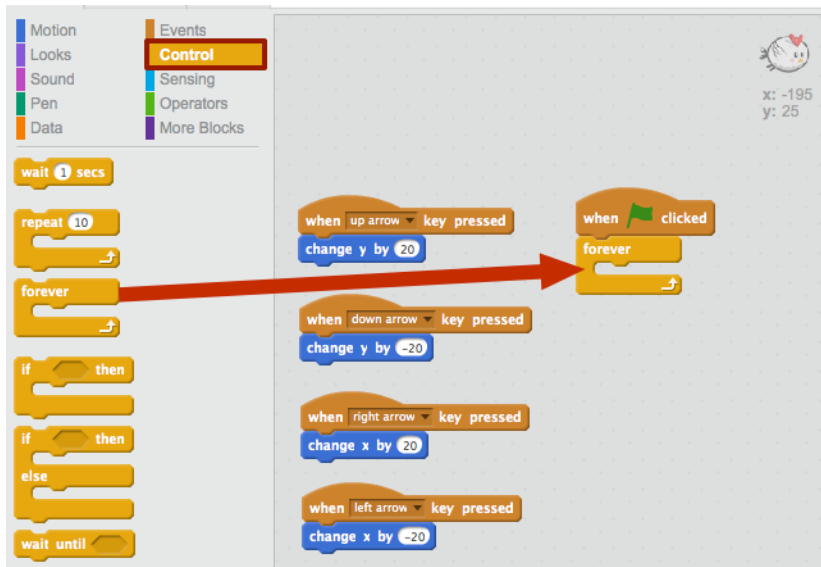 Motion
Looks
Sound
Pen
Data
Events
Control
Sensing
Operators
More Blocks
wait 1 secs
repeat 10
forever
if then
if then
else
wait until
when up arrow key pressed
change y by 20
when down arrow key pressed
change y by -20
when right arrow key pressed
change x by 20
when left arrow key pressed
change x by -20
when clicked
forever
x: -195
y: 25